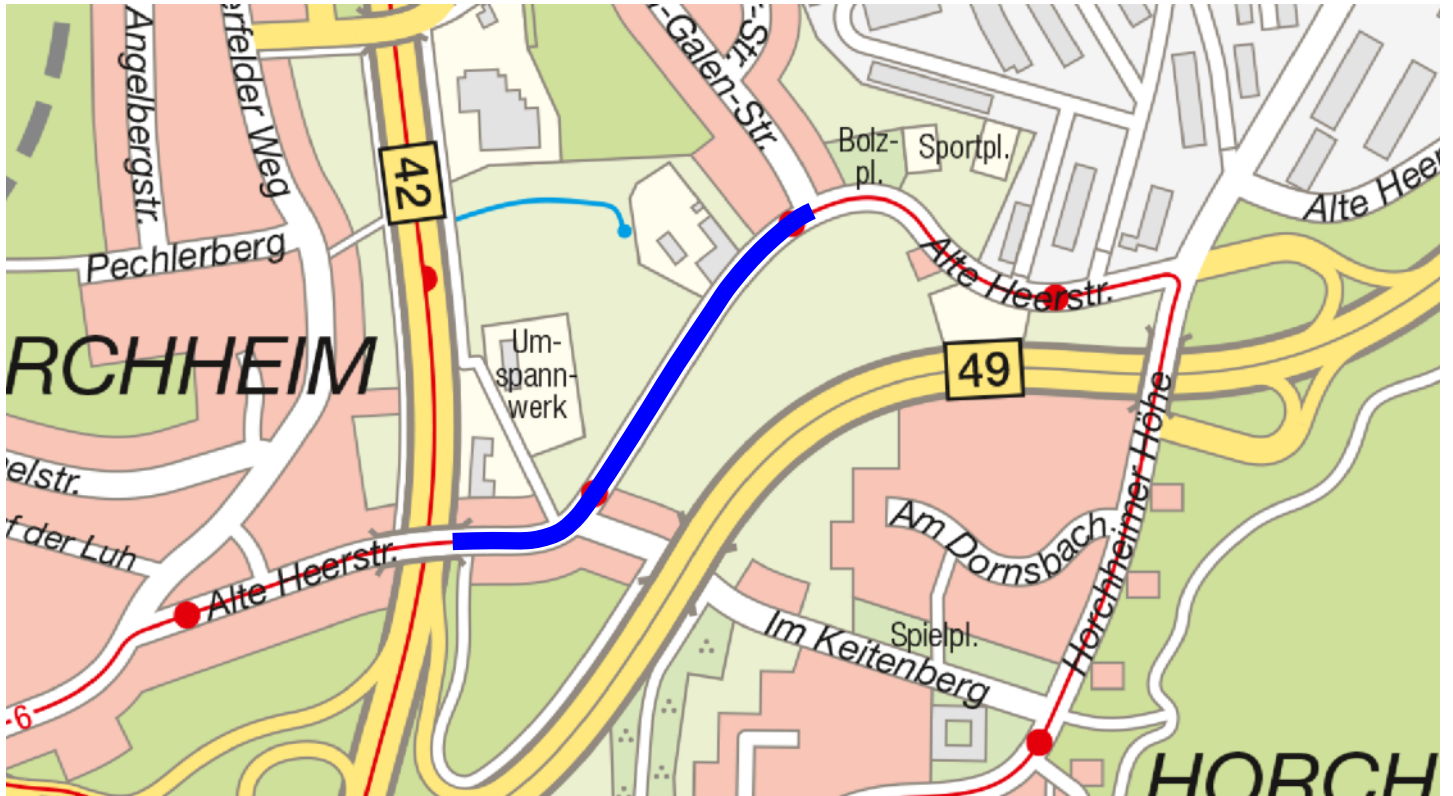 Angelbergstr.
erfelder Weg
-Galen-Str.
-Str.
42
Bolz-
pl.
Sportpl.
Alte Heer
Pechlerberg
Alte Heerstr.
RCHHEIM
Um-
spann-
werk
49
elstr.
f der Luh
Alte Heerstr.
Am Dornsbach
Horchheimer Höhe
Im Keitenberg
Spielpl.
6
HORCH